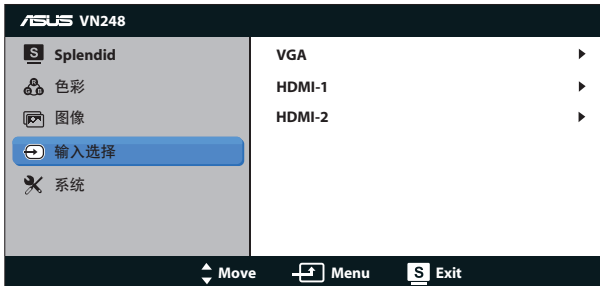 ASUS VN248
S Splendid
色彩
图像
输入选择
系统
VGA
HDMI-1
HDMI-2
Move Menu S Exit